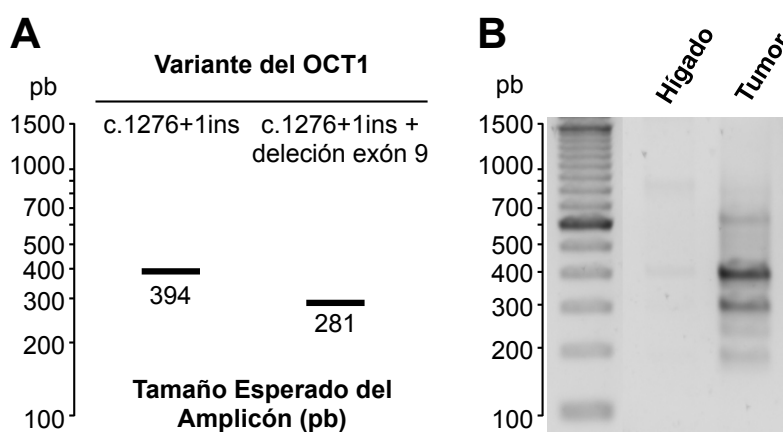 A
Variante del OCT1
pb
c.1276+1ins
c.1276+1ins +
deleción exón 9
1500
1000
700
500
400
300
200
100
394
281
Tamaño Esperado del
Amplicón (pb)
B
Hígado
Tumor
pb
1500
1000
700
500
400
300
200
100